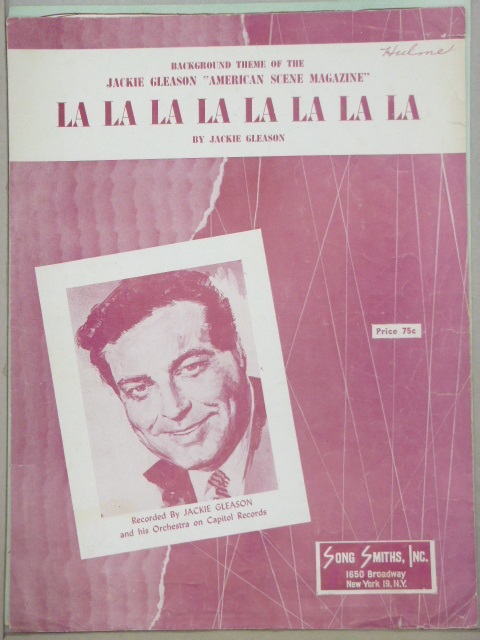 Hulme
BACKGROUND THEME OF THE
JACKIE GLEASON "AMERICAN SCENE MAGAZINE"
LA LA LA LA LA LA LA LA
BY JACKIE GLEASON
Price 75c
Recorded By JACKIE GLEASON
and his Orchestra on Capitol Records
SONG SMITHS, INC.
1650 Broadway
New York 19, N.Y.